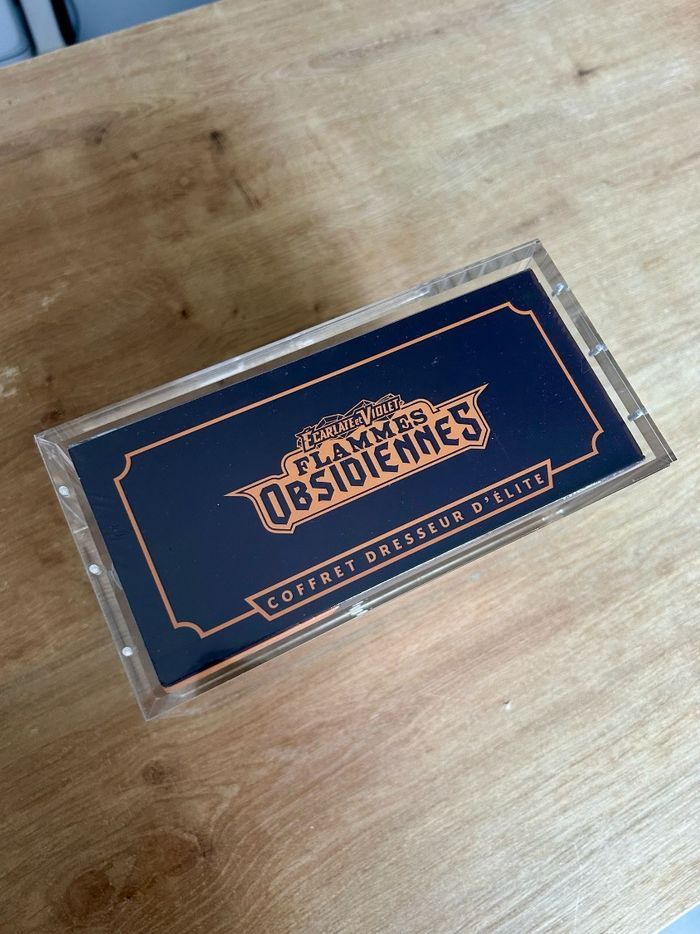 ÉCARLATE ET VIOLET
FLAMMES
OBSIDIENNES
COFFRET DRESSEUR D'ÉLITE